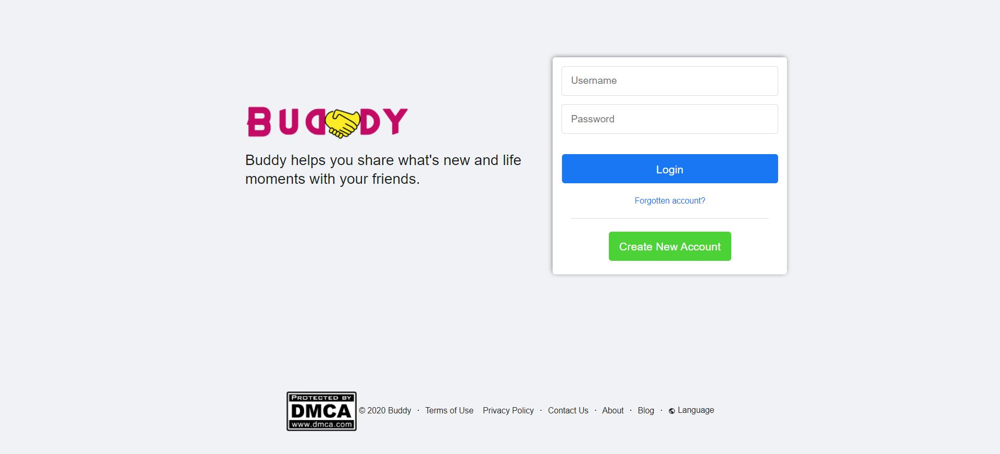 BUDDY
Buddy helps you share what's new and life
moments with your friends.
Username
Password
Login
Forgotten account?
Create New Account
PROTECTED BY
DMCA
www.dmca.com
© 2020 Buddy · Terms of Use Privacy Policy · Contact Us · About · Blog · Language